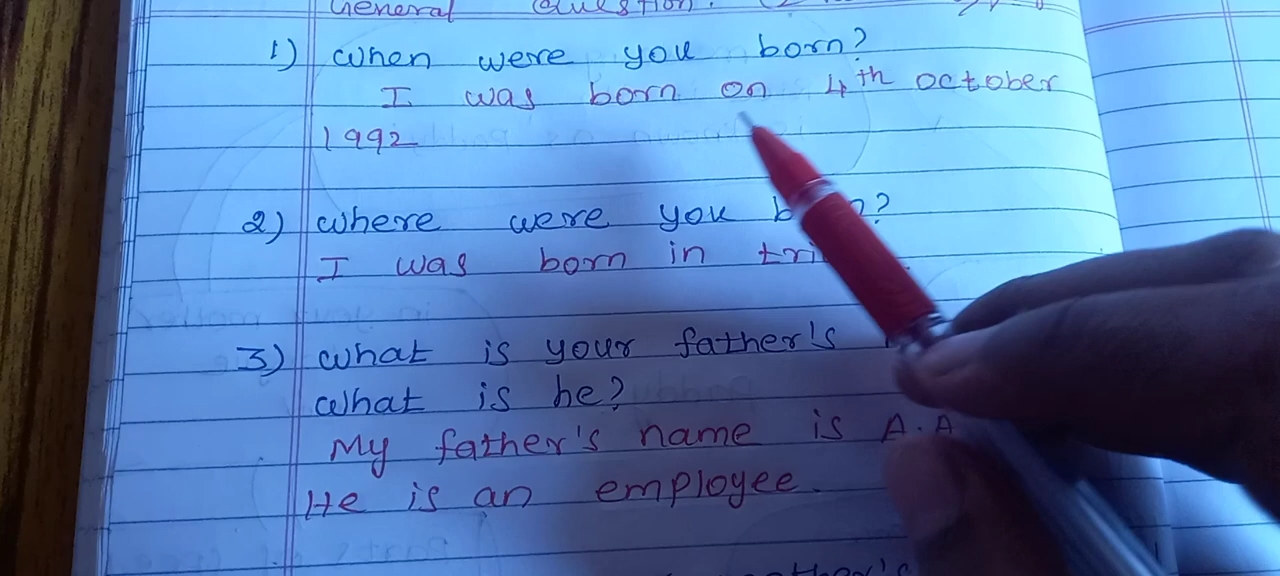 General Question.
1) When were you born?
I was born on 4th october
1992
2) where were you
I was born in
3) what is your father's
what is he?
My father's name is A.A
He is an employee.